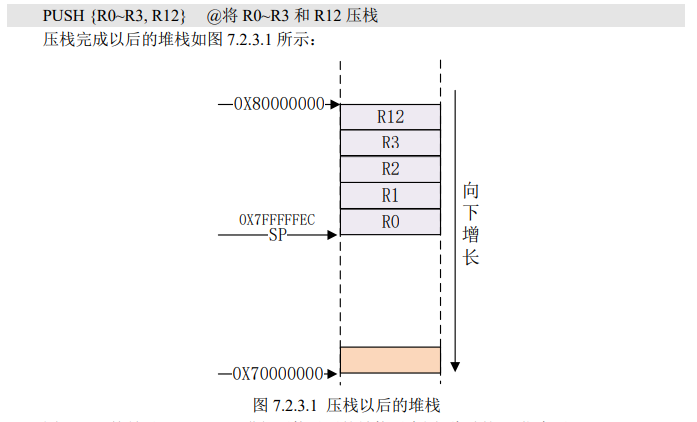 PUSH {R0~R3, R12} @将 R0~R3 和 R12 压栈
压栈完成以后的堆栈如图 7.2.3.1 所示：
0X80000000
R12
R3
R2
R1
0X7FFFFFEC
SP
R0
向下增长
0X70000000
图 7.2.3.1 压栈以后的堆栈